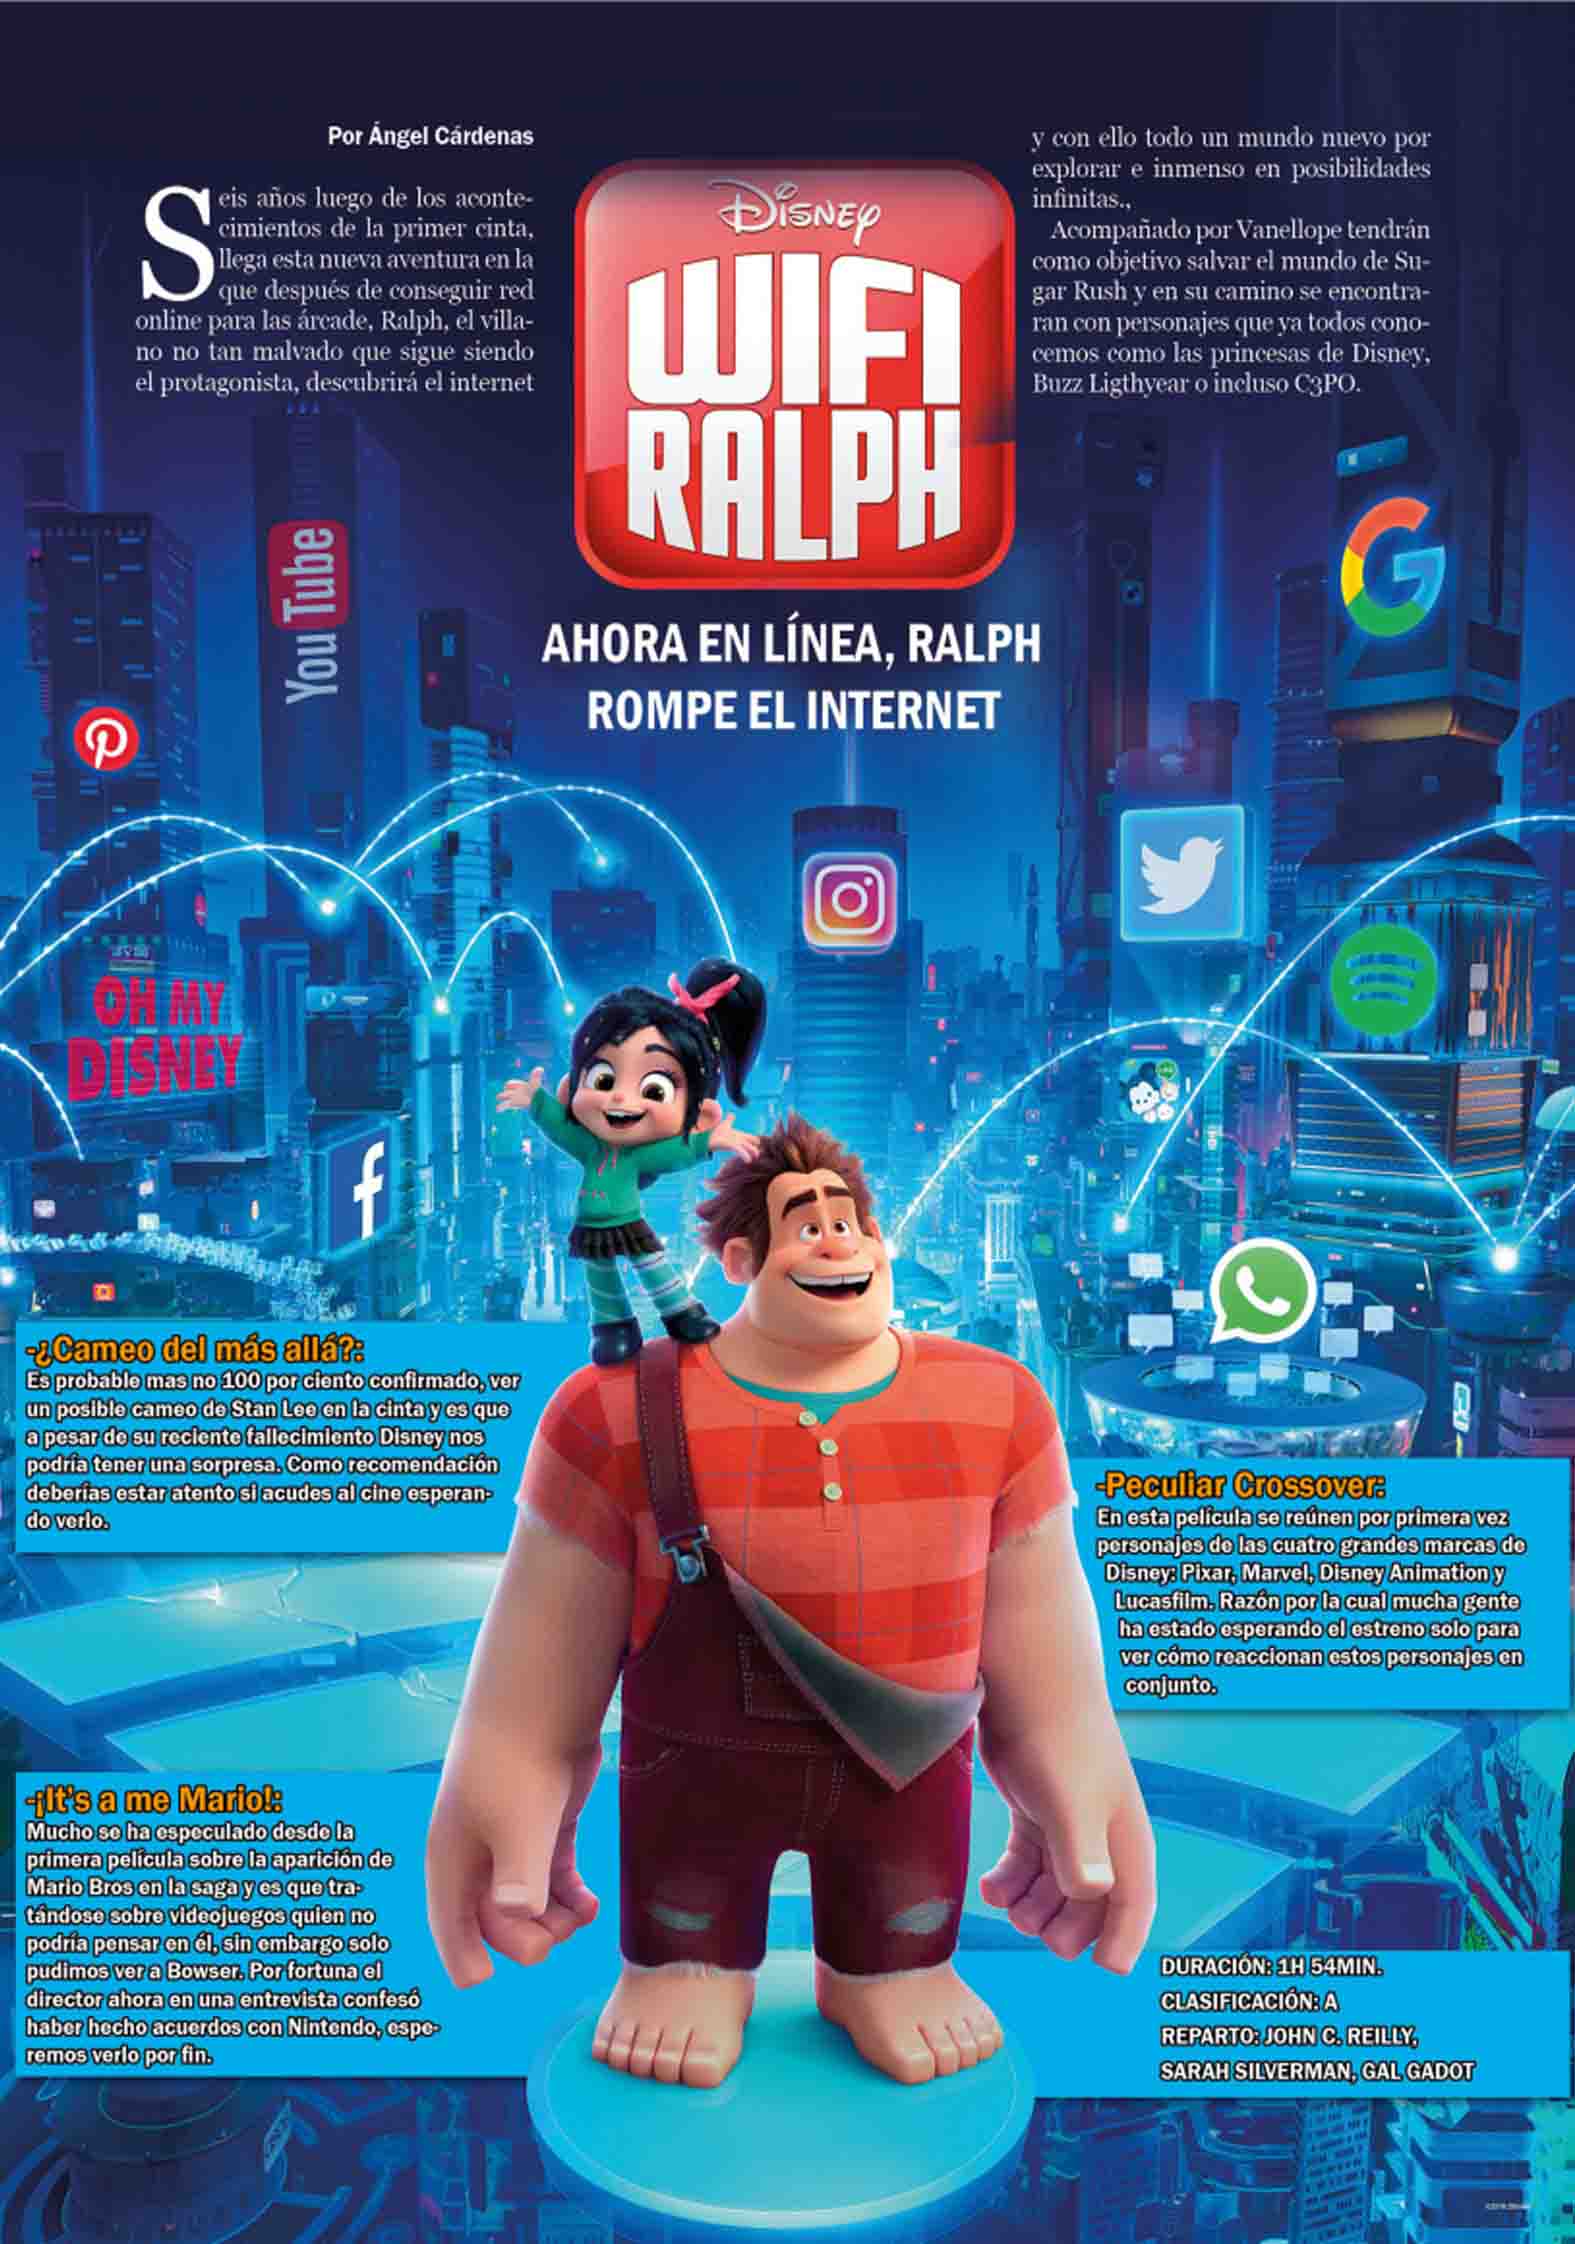 Por Ángel Cárdenas
Seis años luego de los aconte-
cimientos de la primer cinta,
llega esta nueva aventura en la
que después de conseguir red
online para las árcade, Ralph, el villa-
no no tan malvado que sigue siendo
el protagonista, descubrirá el internet
y con ello todo un mundo nuevo por
explorar e inmenso en posibilidades
infinitas.,
Acompañado por Vanellope tendrán
como objetivo salvar el mundo de Su-
gar Rush y en su camino se encontra-
ran con personajes que ya todos cono-
cemos como las princesas de Disney,
Buzz Ligthyear o incluso C3PO.
DISNEY
WIFI
RALPH
AHORA EN LÍNEA, RALPH
ROMPE EL INTERNET
YouTube
OH MY
DISNEY
-¿Cameo del más allá?:
Es probable mas no 100 por ciento confirmado, ver
un posible cameo de Stan Lee en la cinta y es que
a pesar de su reciente fallecimiento Disney nos
podría tener una sorpresa. Como recomendación
deberías estar atento si acudes al cine esperan-
do verlo.
-Peculiar Crossover:
En esta película se reúnen por primera vez
personajes de las cuatro grandes marcas de
Disney: Pixar, Marvel, Disney Animation y
Lucasfilm. Razón por la cual mucha gente
ha estado esperando el estreno solo para
ver cómo reaccionan estos personajes en
conjunto.
-¡It's a me Mario!:
Mucho se ha especulado desde la
primera película sobre la aparición de
Mario Bros en la saga y es que tra-
tándose sobre videojuegos quien no
podría pensar en él, sin embargo solo
pudimos ver a Bowser. Por fortuna el
director ahora en una entrevista confesó
haber hecho acuerdos con Nintendo, espe-
remos verlo por fin.
DURACIÓN: 1H 54MIN.
CLASIFICACIÓN: A
REPARTO: JOHN C. REILLY,
SARAH SILVERMAN, GAL GADOT